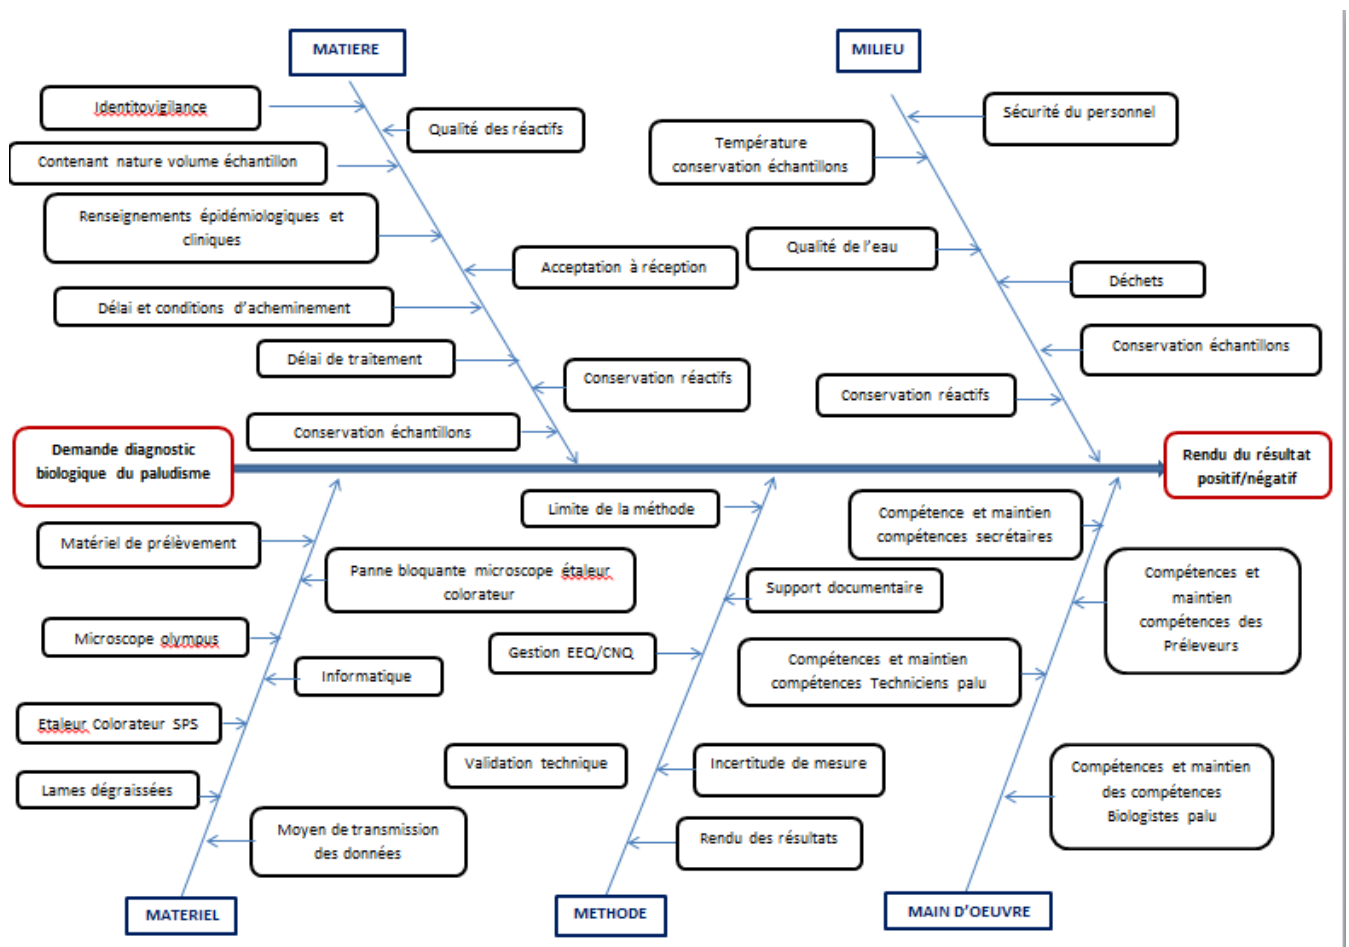 MATIERE
MILIEU
Identitovigilance
Qualité des réactifs
Contenant nature volume échantillon
Renseignements épidémiologiques et
cliniques
Acceptation à réception
Délai et conditions d'acheminement
Délai de traitement
Conservation réactifs
Conservation échantillons
Sécurité du personnel
Température
conservation échantillons
Qualité de l'eau
Déchets
Conservation échantillons
Conservation réactifs
Demande diagnostic
biologique du paludisme
Rendu du résultat
positif/négatif
Matériel de prélèvement
Panne bloquante microscope étaleur
colorateur
Microscope olympus
Informatique
Etaleur Colorateur SPS
Lames dégraissées
Moyen de transmission
des données
Limite de la méthode
Support documentaire
Gestion EEQ/CNQ
Validation technique
Incertitude de mesure
Rendu des résultats
Compétence et maintien
compétences secrétaires
Compétences et
maintien
compétences des
Préleveurs
Compétences et maintien
compétences Techniciens palu
Compétences et maintien
des compétences
Biologistes palu
MATERIEL
METHODE
MAIN D'OEUVRE